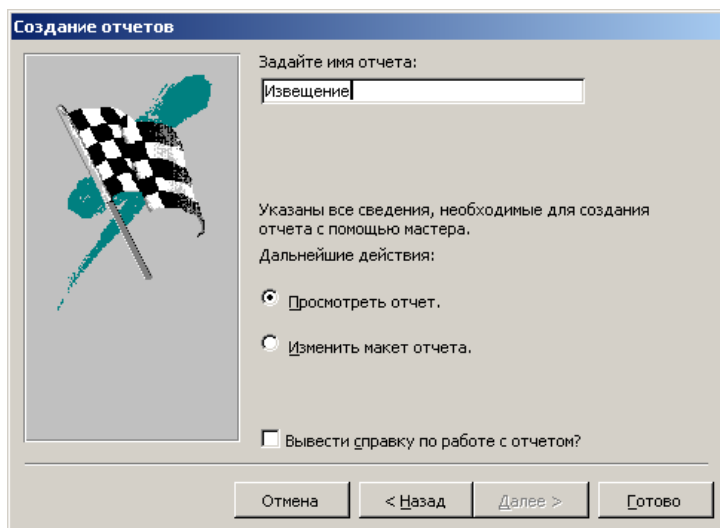 Создание отчетов
Задайте имя отчета:
Извещение
Указаны все сведения, необходимые для создания
отчета с помощью мастера.
Дальнейшие действия:
Просмотреть отчет.
Изменить макет отчета.
Вывести справку по работе с отчетом?
Отмена
< Назад
Далее >
Готово